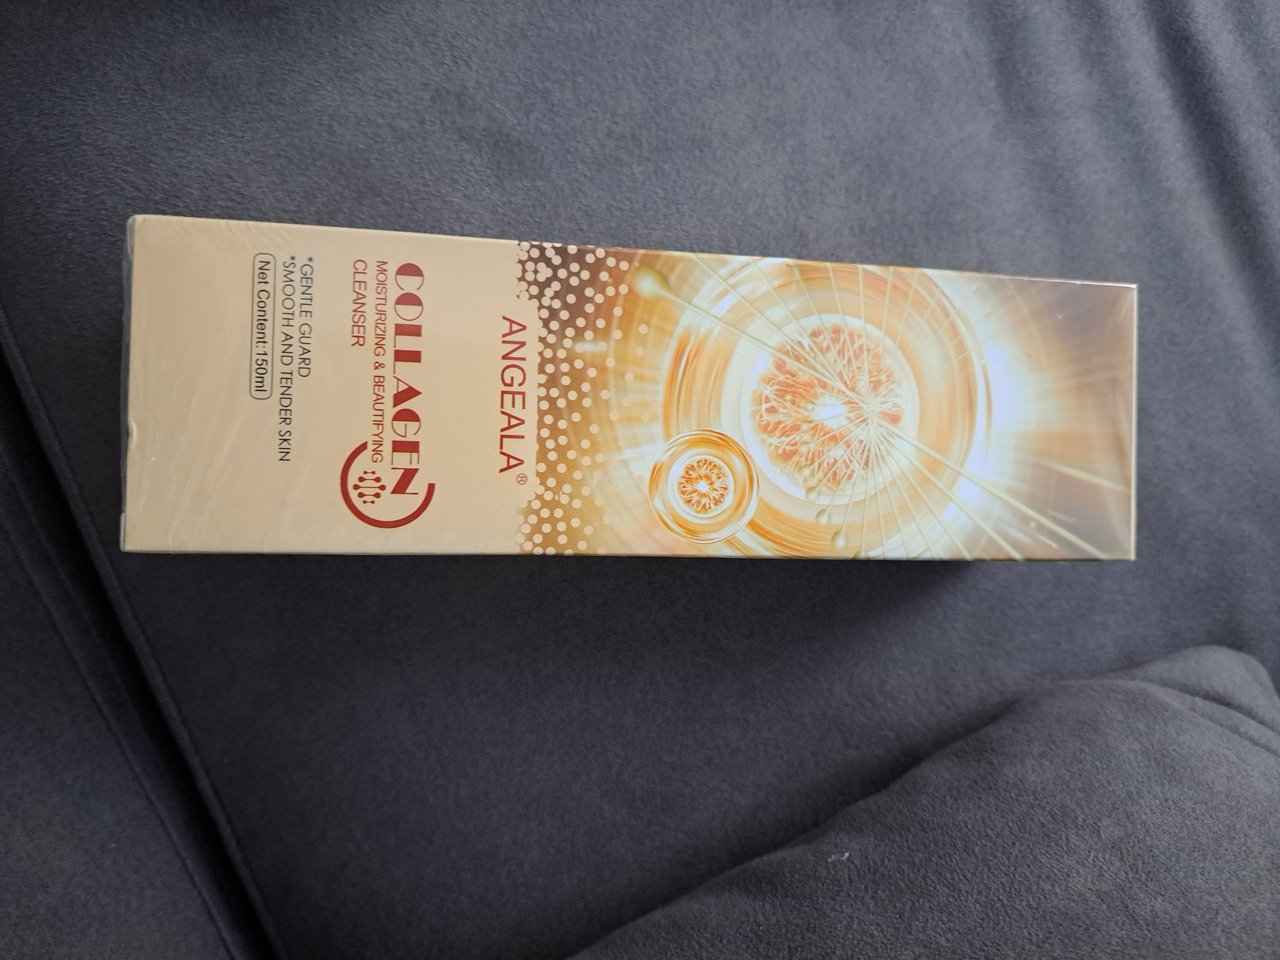 ANGEALA®
COLLAGEN
MOISTURIZING & BEAUTIFYING
CLEANSER
*GENTLE GUARD
*SMOOTH AND TENDER SKIN
Net Content:150ml